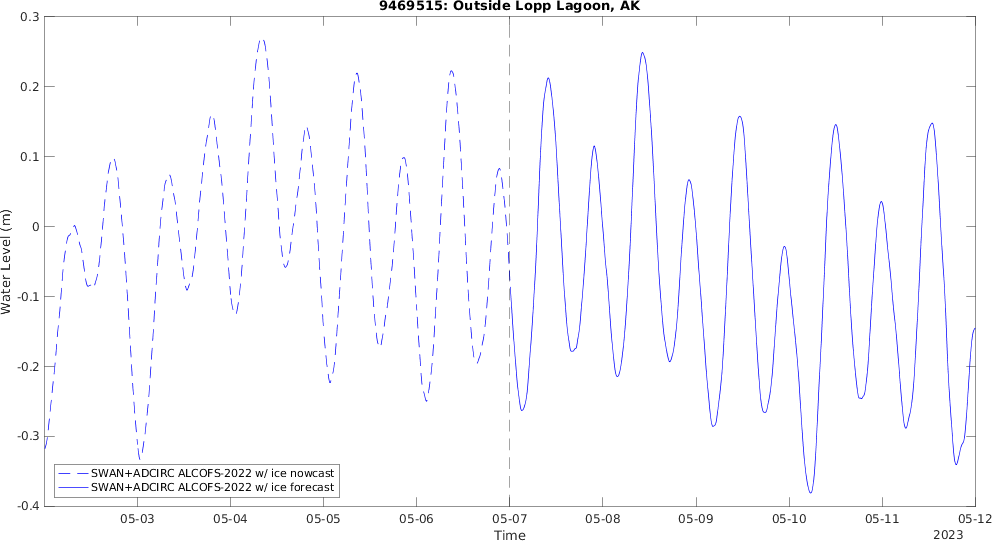 9469515: Outside Lopp Lagoon, AK
0.3
0.2
0.1
0
-0.1
-0.2
-0.3
-0.4
Water Level (m)
SWAN+ADCIRC ALCOFS-2022 w/ ice nowcast
SWAN+ADCIRC ALCOFS-2022 w/ ice forecast
05-03 05-04 05-05 05-06 05-07 05-08 05-09 05-10 05-11 05-12
Time
2023